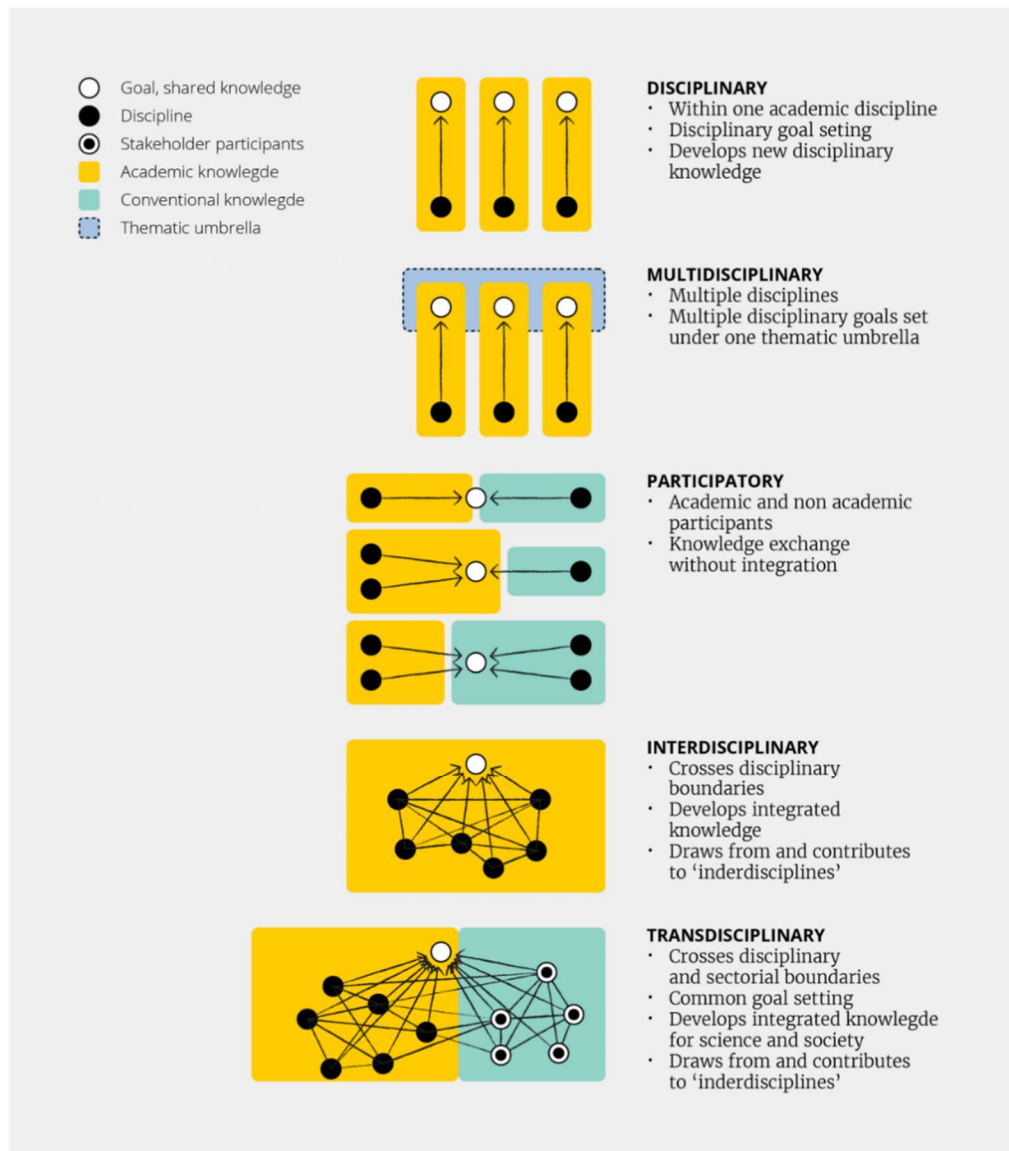 Goal, shared knowledge
Discipline
Stakeholder participants
Academic knowlegde
Conventional knowlegde
Thematic umbrella
DISCIPLINARY
· Within one academic discipline
· Disciplinary goal seting
· Develops new disciplinary
knowledge
MULTIDISCIPLINARY
· Multiple disciplines
· Multiple disciplinary goals set
under one thematic umbrella
PARTICIPATORY
· Academic and non academic
participants
· Knowledge exchange
without integration
INTERDISCIPLINARY
· Crosses disciplinary
boundaries
· Develops integrated
knowledge
· Draws from and contributes
to ‘inderdisciplines’
TRANSDISCIPLINARY
· Crosses disciplinary
and sectorial boundaries
· Common goal setting
· Develops integrated knowlegde
for science and society
· Draws from and contributes
to ‘inderdisciplines’